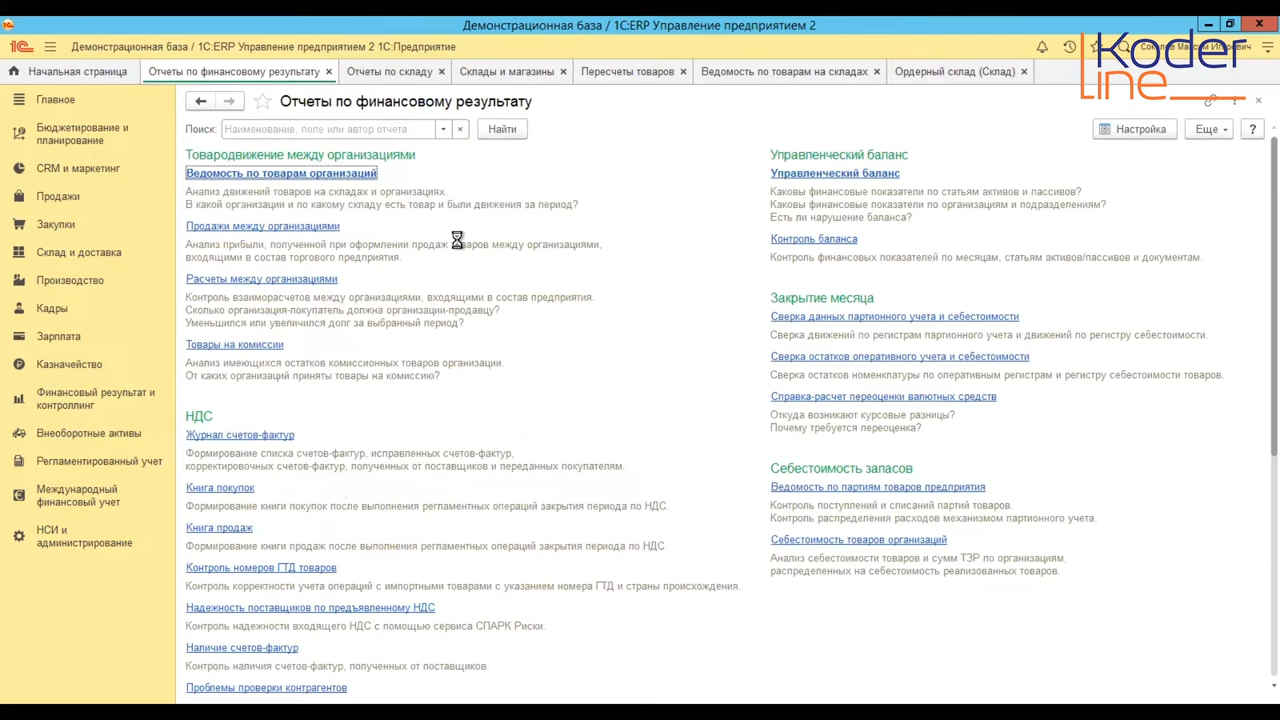 Демонстрационная база / 1С:ERP Управление предприятием 2
Демонстрационная база / 1С:ERP Управление предприятием 2 1С:Предприятие
Koder
line
Начальная страница
Отчеты по финансовому результату
Отчеты по складу
Склады и магазины
Пересчеты товаров
Ведомость по товарам на складах
Ордерный склад (Склад)
Главное
Бюджетирование и
планирование
CRM и маркетинг
Продажи
Закупки
Склад и доставка
Производство
Кадры
Зарплата
Казначейство
Финансовый результат и
контроллинг
Внеоборотные активы
Регламентированный учет
Международный
финансовый учет
НСИ и
администрирование
Отчеты по финансовому результату
Поиск:
Наименование, поле или автор отчета
Найти
Настройка
Еще
?
Товародвижение между организациями
Ведомость по товарам организаций
Анализ движений товаров на складах и организациях.
В какой организации и по какому складу есть товар и были движения за период?
Продажи между организациями
Анализ прибыли, полученной при оформлении продаж товаров между организациями,
входящими в состав торгового предприятия.
Расчеты между организациями
Контроль взаиморасчетов между организациями, входящими в состав предприятия.
Сколько организация-покупатель должна организации-продавцу?
Уменьшился или увеличился долг за выбранный период?
Товары на комиссии
Анализ имеющихся остатков комиссионных товаров организации.
От каких организаций приняты товары на комиссию?
НДС
Журнал счетов-фактур
Формирование списка счетов-фактур, исправленных счетов-фактур,
корректировочных счетов-фактур, полученных от поставщиков и переданных покупателям.
Книга покупок
Формирование книги покупок после выполнения регламентных операций закрытия периода по НДС.
Книга продаж
Формирование книги продаж после выполнения регламентных операций закрытия периода по НДС
Контроль номеров ГТД товаров
Контроль корректности учета операций с импортными товарами с указанием номера ГТД и страны происхождения.
Надежность поставщиков по предъявленному НДС
Контроль надежности входящего НДС с помощью сервиса СПАРК Риски.
Наличие счетов-фактур
Контроль наличия счетов-фактур, полученных от поставщиков.
Проблемы проверки контрагентов
Управленческий баланс
Управленческий баланс
Каковы финансовые показатели по статьям активов и пассивов?
Каковы финансовые показатели по организациям и подразделениям?
Есть ли нарушение баланса?
Контроль баланса
Контроль финансовых показателей по месяцам, статьям активов/пассивов и документам.
Закрытие месяца
Сверка данных партионного учета и себестоимости
Сверка движений по регистрам партионного учета и движений по регистру себестоимости.
Сверка остатков оперативного учета и себестоимости
Сверка остатков номенклатуры по оперативным регистрам и регистру себестоимости товаров.
Справка-расчет переоценки валютных средств
Откуда возникают курсовые разницы?
Почему требуется переоценка?
Себестоимость запасов
Ведомость по партиям товаров предприятия
Контроль поступлений и списаний партий товаров.
Контроль распределения расходов механизмом партионного учета.
Себестоимость товаров организаций
Анализ себестоимости товаров и сумм ТЗР по организациям,
распределенных на себестоимость реализованных товаров.